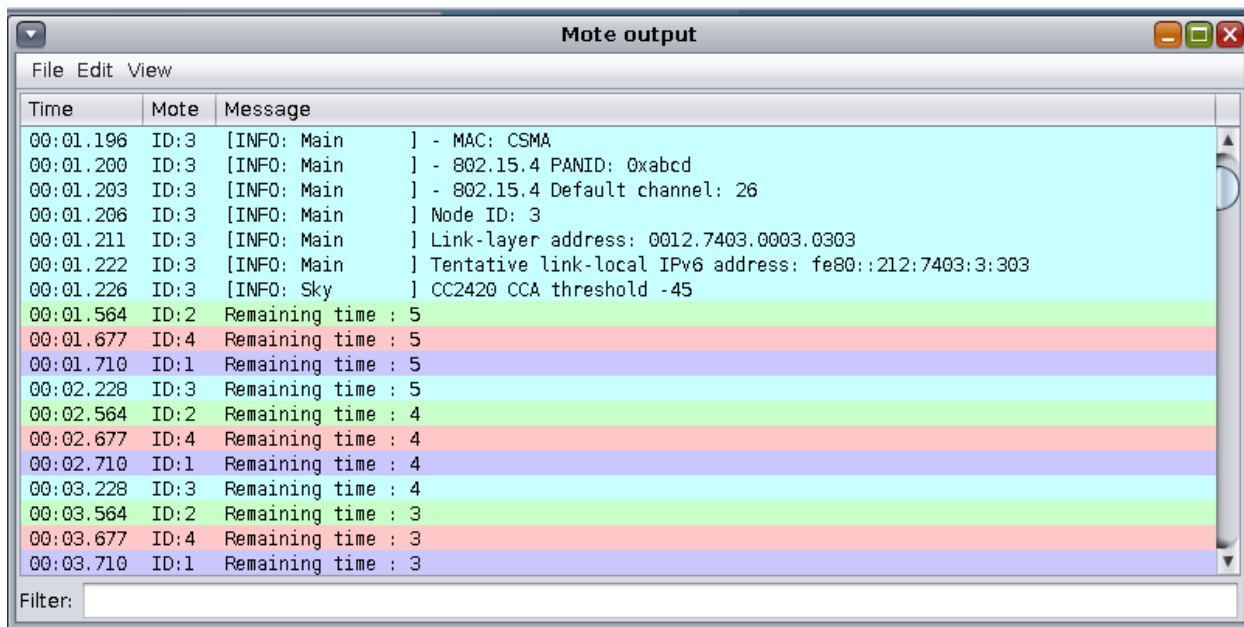 Mote output
File Edit View
Time Mote Message
00:01.196 ID:3 [INFO: Main      ] - MAC: CSMA
00:01.200 ID:3 [INFO: Main      ] - 802.15.4 PANID: 0xabcd
00:01.203 ID:3 [INFO: Main      ] - 802.15.4 Default channel: 26
00:01.206 ID:3 [INFO: Main      ] Node ID: 3
00:01.211 ID:3 [INFO: Main      ] Link-layer address: 0012.7403.0003.0303
00:01.222 ID:3 [INFO: Main      ] Tentative link-local IPv6 address: fe80::212:7403:3:303
00:01.226 ID:3 [INFO: Sky       ] CC2420 CCA threshold -45
00:01.564 ID:2 Remaining time : 5
00:01.677 ID:4 Remaining time : 5
00:01.710 ID:1 Remaining time : 5
00:02.228 ID:3 Remaining time : 5
00:02.564 ID:2 Remaining time : 4
00:02.677 ID:4 Remaining time : 4
00:02.710 ID:1 Remaining time : 4
00:03.228 ID:3 Remaining time : 4
00:03.564 ID:2 Remaining time : 3
00:03.677 ID:4 Remaining time : 3
00:03.710 ID:1 Remaining time : 3
Filter: